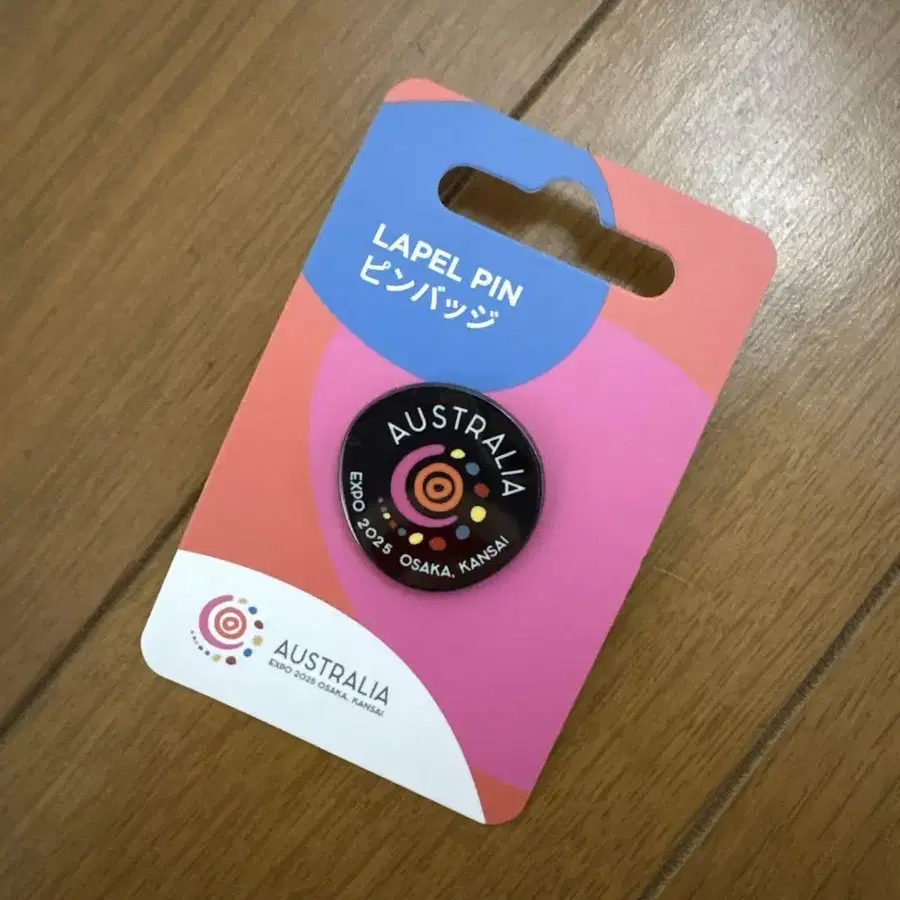 LAPEL PIN
ピンバッジ
AUSTRALIA
EXPO 2025 OSAKA, KANSAI
AUSTRALIA
EXPO 2025 OSAKA, KANSAI